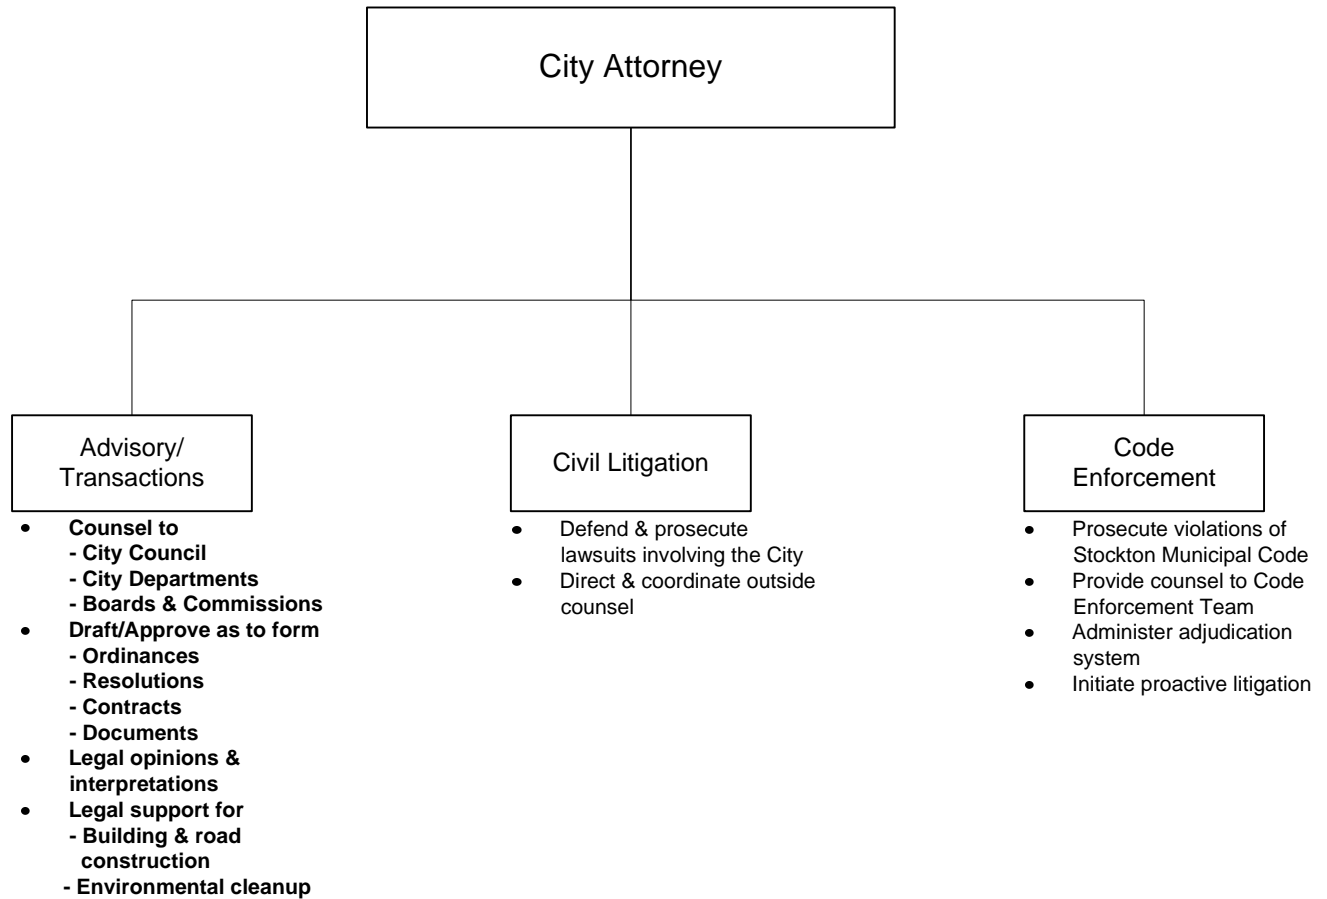 City Attorney
Advisory/
Transactions
• Counsel to
- City Council
- City Departments
- Boards & Commissions
• Draft/Approve as to form
- Ordinances
- Resolutions
- Contracts
- Documents
• Legal opinions &
interpretations
• Legal support for
- Building & road
construction
- Environmental cleanup
Civil Litigation
• Defend & prosecute
lawsuits involving the City
• Direct & coordinate outside
counsel
Code
Enforcement
• Prosecute violations of
Stockton Municipal Code
• Provide counsel to Code
Enforcement Team
• Administer adjudication
system
• Initiate proactive litigation